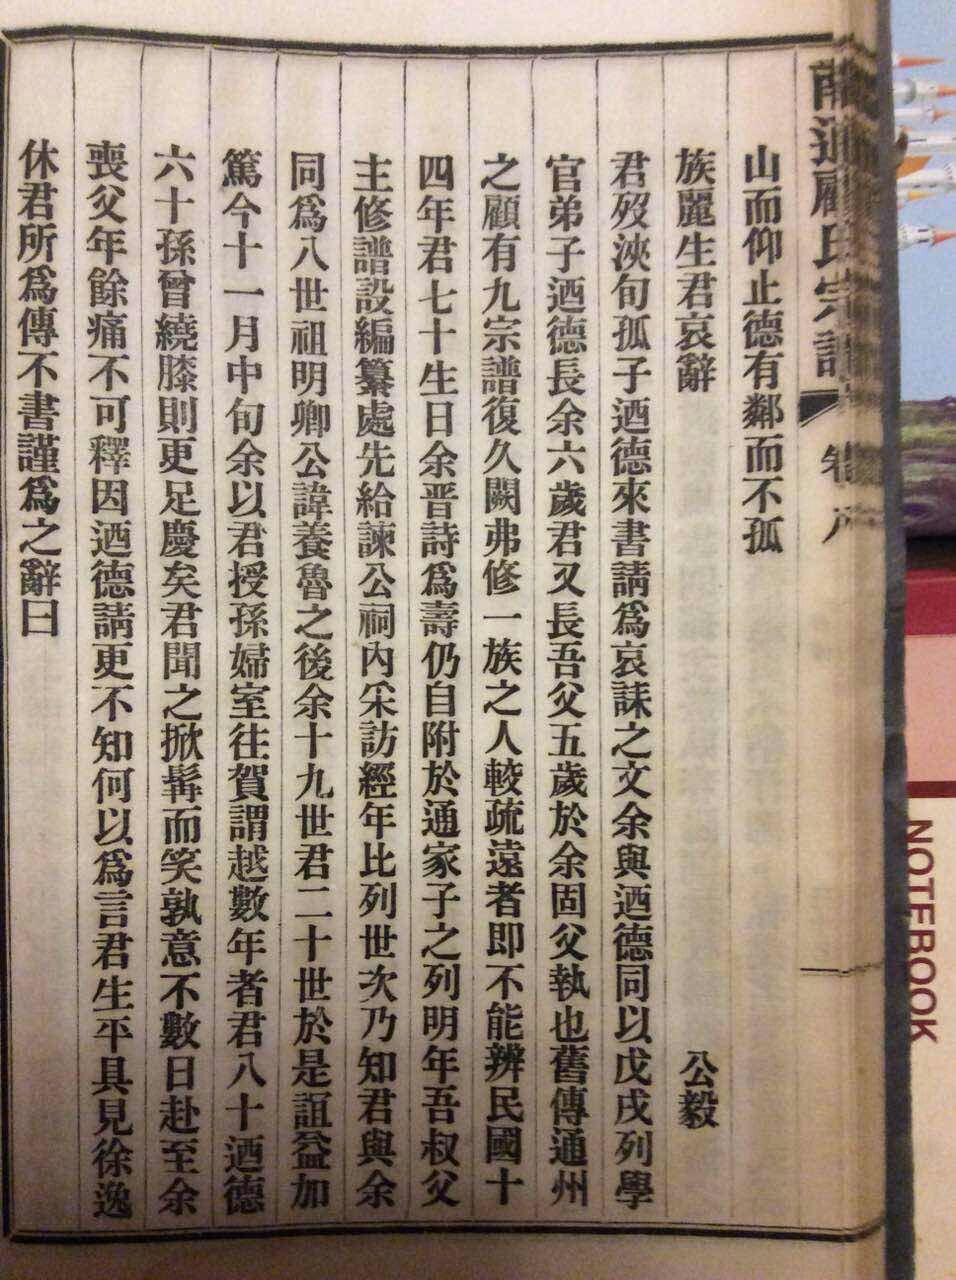 南通顧氏宗譜
卷八
山而仰止德有鄰而不孤
族麗生君哀辭
公毅
君歿浹旬孤子迺德來書請爲哀誄之文余與迺德同以戊戌列學
官弟子迺德長余六歲君又長吾父五歲於余固父執也舊傳通州
之顧有九宗譜復久闕弗修一族之人較疏遠者即不能辨民國十
四年君七十生日余晋詩爲壽仍自附於通家子之列明年吾叔父
主修譜設編纂處先給諫公祠內采訪經年比列世次乃知君與余
同爲八世祖明卿公諱養魯之後余十九世君二十世於是誼益加
篤今十一月中旬余以君授孫婦室往賀謂越數年者君八十迺德
六十孫曾繞膝則更足慶矣君聞之掀髯而笑孰意不數日赴至余
喪父年餘痛不可釋因迺德請更不知何以爲言君生平具見徐逸
休君所爲傳不書謹爲之辭曰
NOTEBOOK